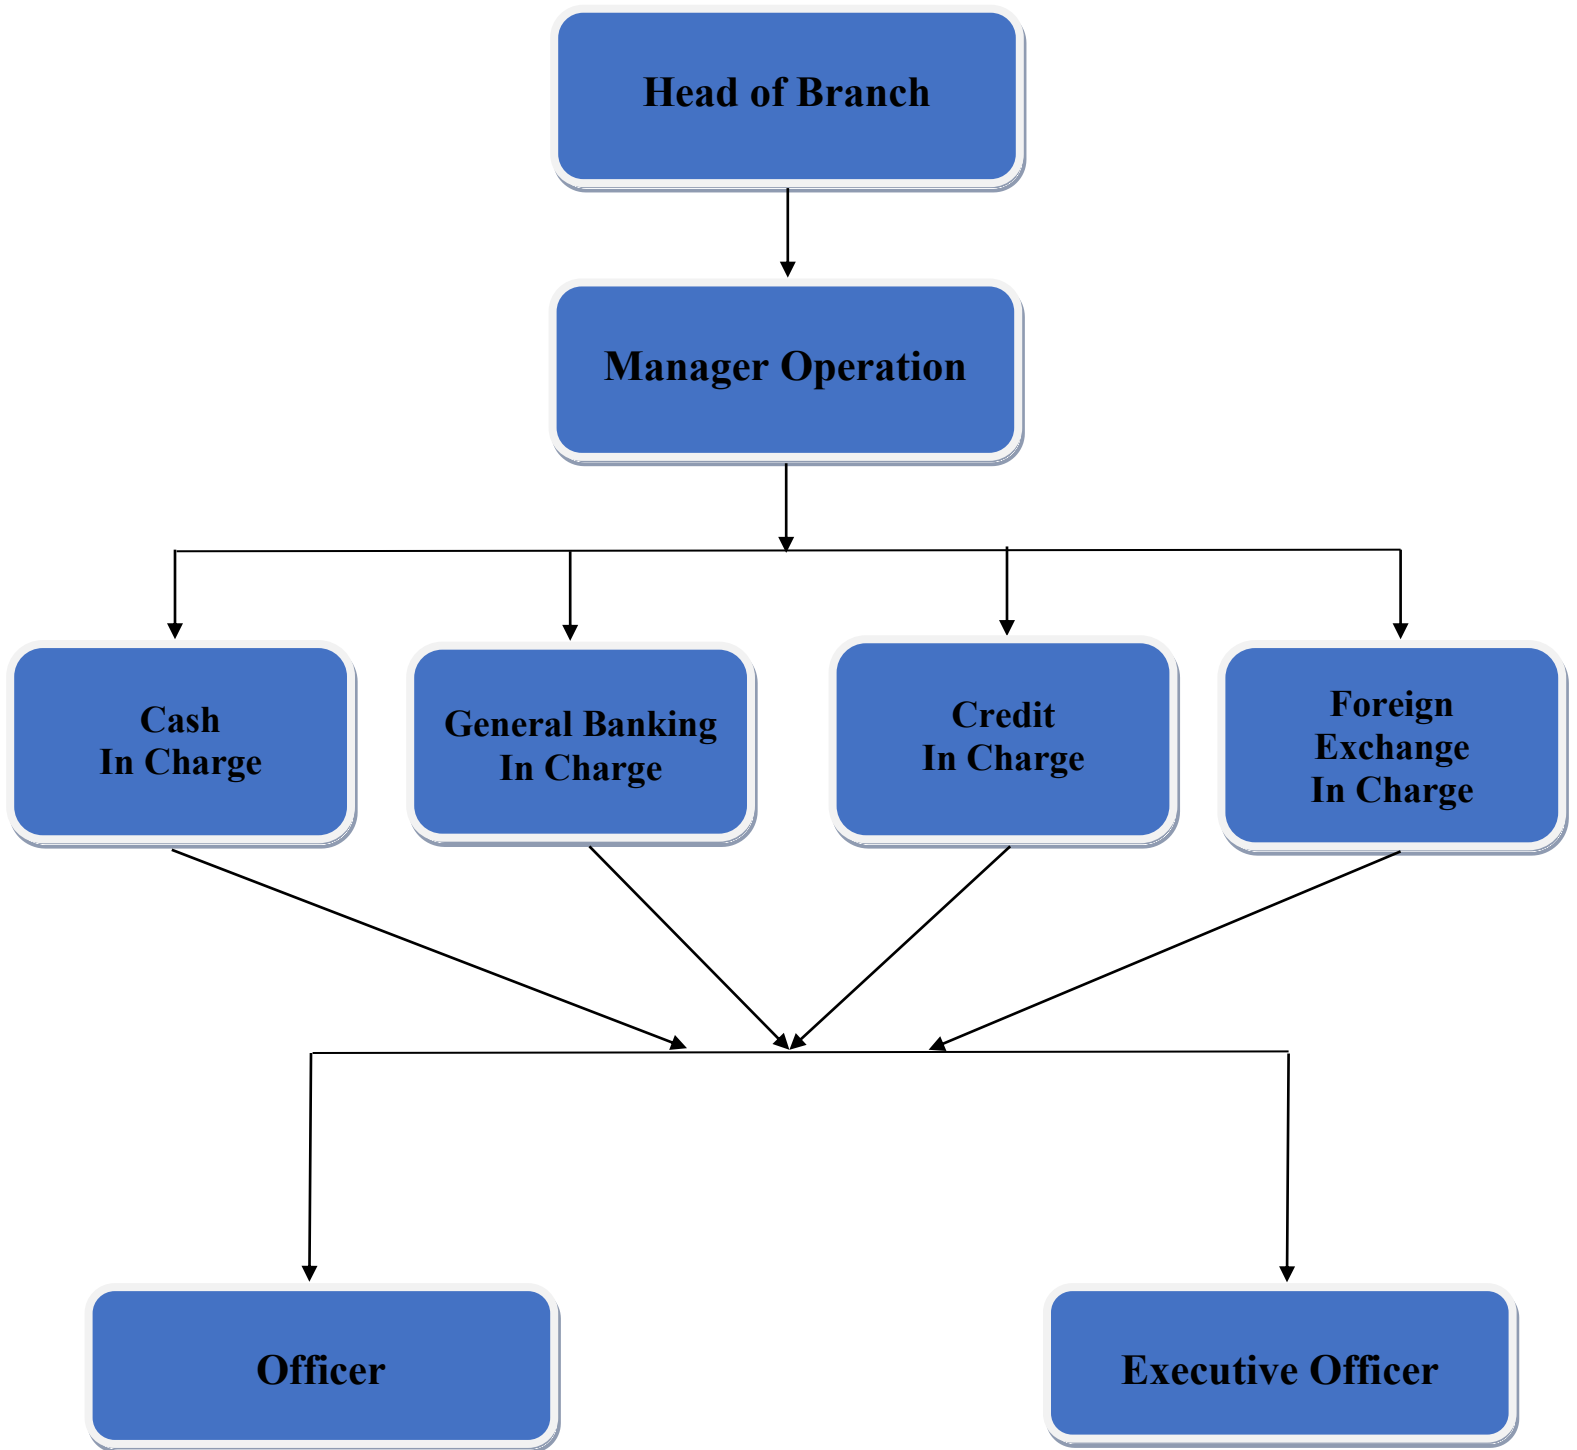 Head of Branch
Manager Operation
Cash
In Charge
General Banking
In Charge
Credit
In Charge
Foreign
Exchange
In Charge
Officer
Executive Officer